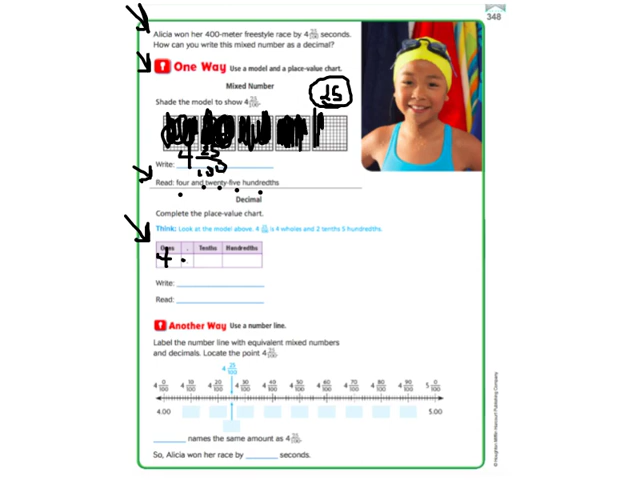 348
Alicia won her 400-meter freestyle race by 4 25/100 seconds.
How can you write this mixed number as a decimal?
One Way Use a model and a place-value chart.
Mixed Number
25
Shade the model to show 4 25/100.
4 25/100
Write:
Read: four and twenty-five hundredths
Decimal
Complete the place-value chart.
Think: Look at the model above. 4 25/100 is 4 wholes and 2 tenths 5 hundredths.
Ones . Tenths Hundredths
4 .
Write:
Read:
Another Way Use a number line.
Label the number line with equivalent mixed numbers
and decimals. Locate the point 4 25/100.
4 25/100
4 0/100 4 10/100 4 20/100 4 30/100 4 40/100 4 50/100 4 60/100 4 70/100 4 80/100 4 90/100 5 0/100
4.00 5.00
names the same amount as 4 25/100.
So, Alicia won her race by seconds.
© Houghton Mifflin Harcourt Publishing Company